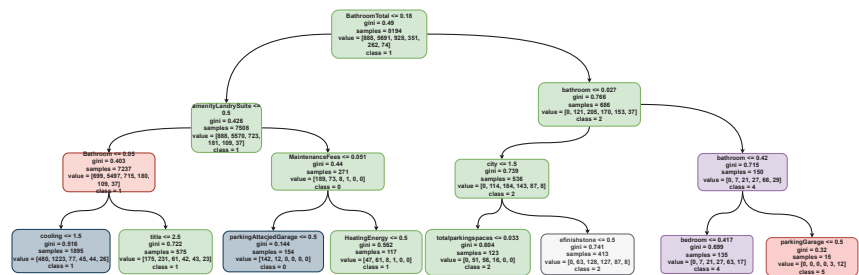 BathroomTotal <= 0.18
gini = 0.49
samples = 8194
value = [888, 5691, 928, 351,
262, 74]
class = 1
amenityLandrySuite <=
0.5
gini = 0.426
samples = 7508
value = [888, 5570, 723,
181, 109, 37]
class = 1
bathroom <= 0.027
gini = 0.766
samples = 686
value = [0, 121, 205, 170, 153, 37]
class = 2
Bathroom <= 0.05
gini = 0.403
samples = 7237
value = [699, 5497, 715, 180,
109, 37]
class = 1
MaintenanceFees <= 0.051
gini = 0.44
samples = 271
value = [189, 73, 8, 1, 0, 0]
class = 0
city <= 1.5
gini = 0.739
samples = 536
value = [0, 114, 184, 143, 87, 8]
class = 2
bathroom <= 0.42
gini = 0.715
samples = 150
value = [0, 7, 21, 27, 66, 29]
class = 4
cooling <= 1.5
gini = 0.516
samples = 1895
value = [480, 1223, 77, 45, 44, 26]
class = 1
title <= 2.5
gini = 0.722
samples = 575
value = [175, 231, 61, 42, 43, 23]
class = 1
parkingAttacjedGarage <= 0.5
gini = 0.144
samples = 154
value = [142, 12, 0, 0, 0, 0]
class = 0
HeatingEnergy <= 0.5
gini = 0.562
samples = 117
value = [47, 61, 8, 1, 0, 0]
class = 1
totalparkingspaces <= 0.033
gini = 0.604
samples = 123
value = [0, 51, 56, 16, 0, 0]
class = 2
efinishstone <= 0.5
gini = 0.741
samples = 413
value = [0, 63, 128, 127, 87, 8]
class = 2
bedroom <= 0.417
gini = 0.699
samples = 135
value = [0, 7, 21, 27, 63, 17]
class = 4
parkingGarage <= 0.5
gini = 0.32
samples = 15
value = [0, 0, 0, 0, 3, 12]
class = 5